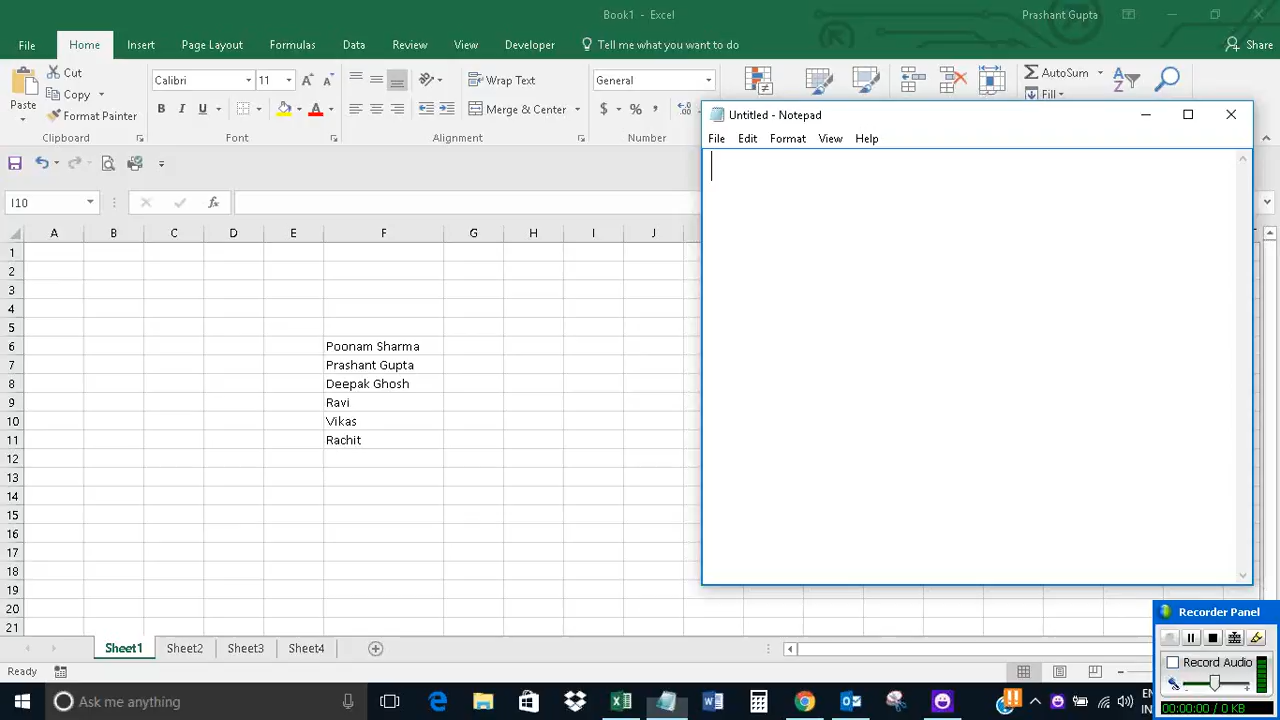 Book1 - Excel
Prashant Gupta
File Home Insert Page Layout Formulas Data Review View Developer Tell me what you want to do Share
Cut
Copy
Format Painter
Paste
Clipboard
Calibri 11
B I U
Font
Wrap Text
Merge & Center
Alignment
General
$ % ,
Number
AutoSum
Fill
I10
A B C D E F G H I J
1
2
3
4
5
6 Poonam Sharma
7 Prashant Gupta
8 Deepak Ghosh
9 Ravi
10 Vikas
11 Rachit
12
13
14
15
16
17
18
19
20
21
Sheet1 Sheet2 Sheet3 Sheet4
Ready
Untitled - Notepad
File Edit Format View Help
Recorder Panel
Record Audio
00:00:00 / 0 KB
Ask me anything